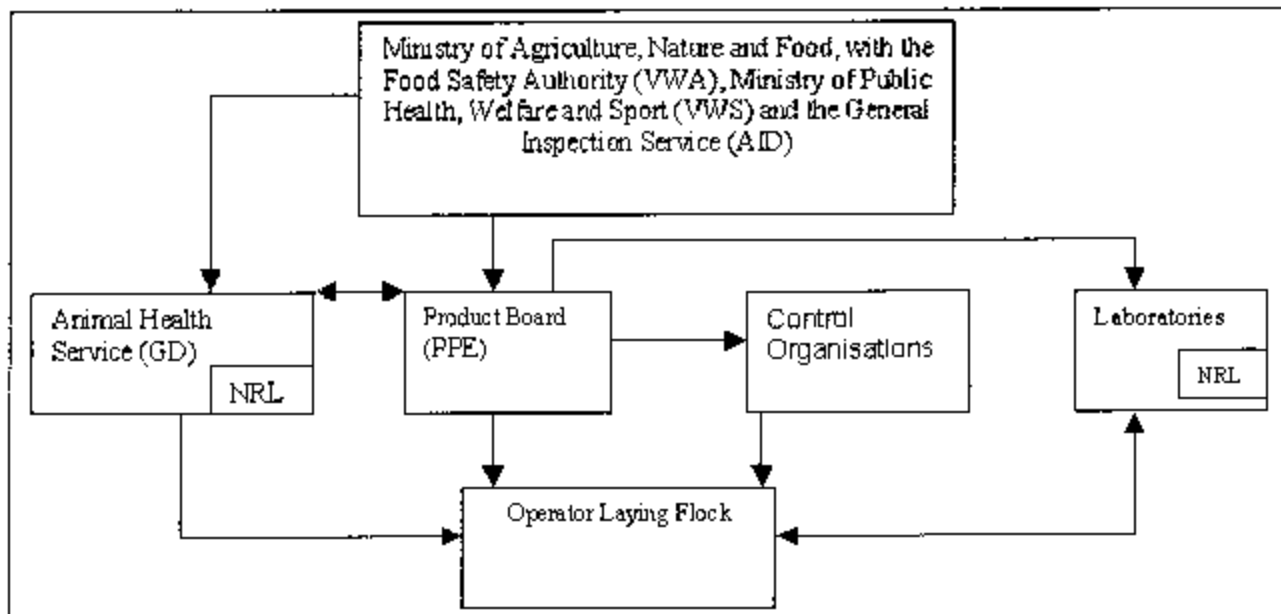 Ministry of Agriculture, Nature and Food, with the
Food Safety Authority (VWA), Ministry of Public
Health, Welfare and Sport (VWS) and the General
Inspection Service (AID)
Animal Health
Service (GD)
NRL
Product Board
(PPE)
Control
Organisations
Laboratories
NRL
Operator Laying Flock